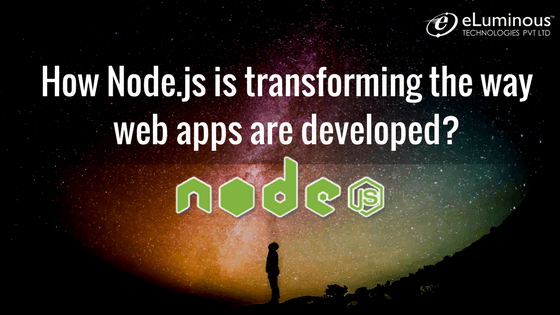 eLuminous
TECHNOLOGIES PVT LTD
How Node.js is transforming the way
web apps are developed?
node
JS